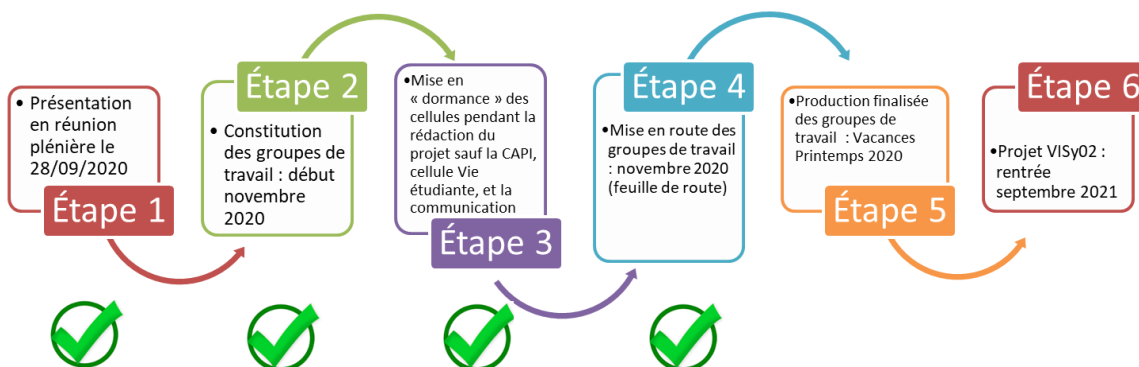 • Présentation
en réunion
plénière le
28/09/2020
Étape 1
Étape 2
• Constitution
des groupes de
travail : début
novembre
2020
•Mise en
« dormance » des
cellules pendant la
rédaction du
projet sauf la CAPI,
cellule Vie
étudiante, et la
communication
Étape 3
Étape 4
•Mise en route des
groupes de travail
: novembre 2020
(feuille de route)
•Production finalisée
des groupes de
travail : Vacances
Printemps 2020
Étape 5
Étape 6
•Projet VISy02 :
rentrée
septembre 2021